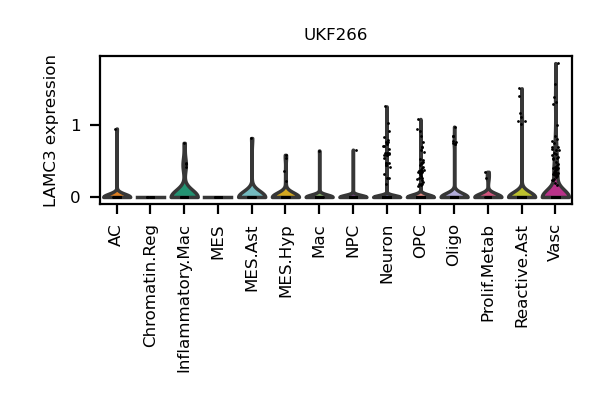 UKF266
LAMC3 expression
1
0
AC
Chromatin.Reg
Inflammatory.Mac
MES
MES.Ast
MES.Hyp
Mac
NPC
Neuron
OPC
Oligo
Prolif.Metab
Reactive.Ast
Vasc